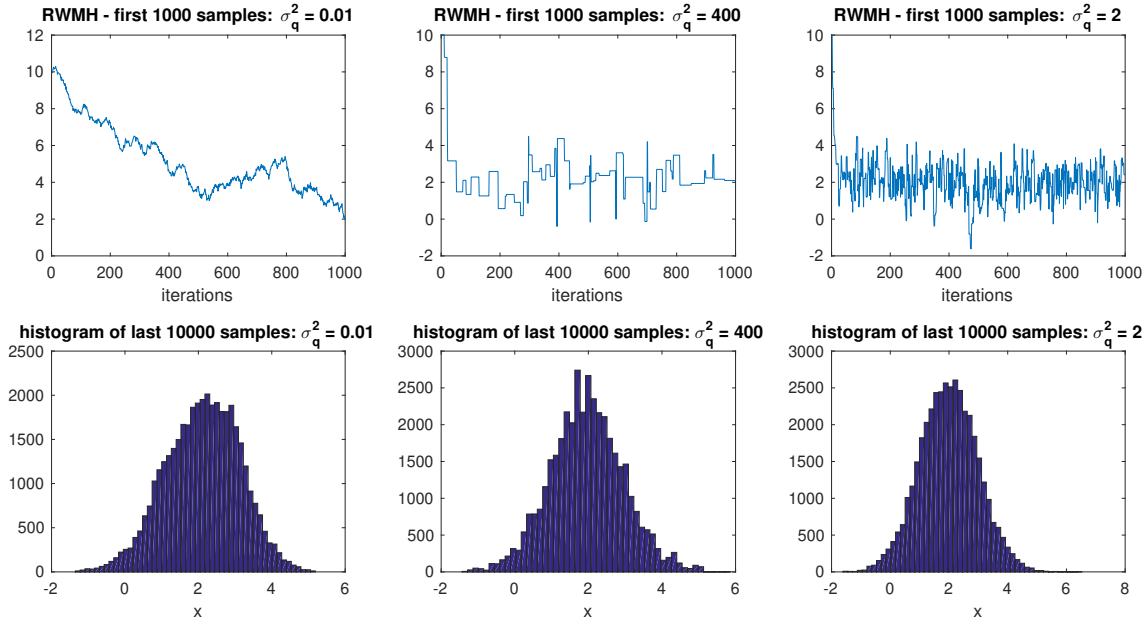 RWMH - first 1000 samples: σ_q^2 = 0.01
12
10
8
6
4
2
0
0 200 400 600 800 1000
iterations
RWMH - first 1000 samples: σ_q^2 = 400
10
8
6
4
2
0
-2
0 200 400 600 800 1000
iterations
RWMH - first 1000 samples: σ_q^2 = 2
10
8
6
4
2
0
-2
0 200 400 600 800 1000
iterations
histogram of last 10000 samples: σ_q^2 = 0.01
2500
2000
1500
1000
500
0
-2 0 2 4 6
x
histogram of last 10000 samples: σ_q^2 = 400
3000
2500
2000
1500
1000
500
0
-2 0 2 4 6
x
histogram of last 10000 samples: σ_q^2 = 2
3000
2500
2000
1500
1000
500
0
-2 0 2 4 6 8
x